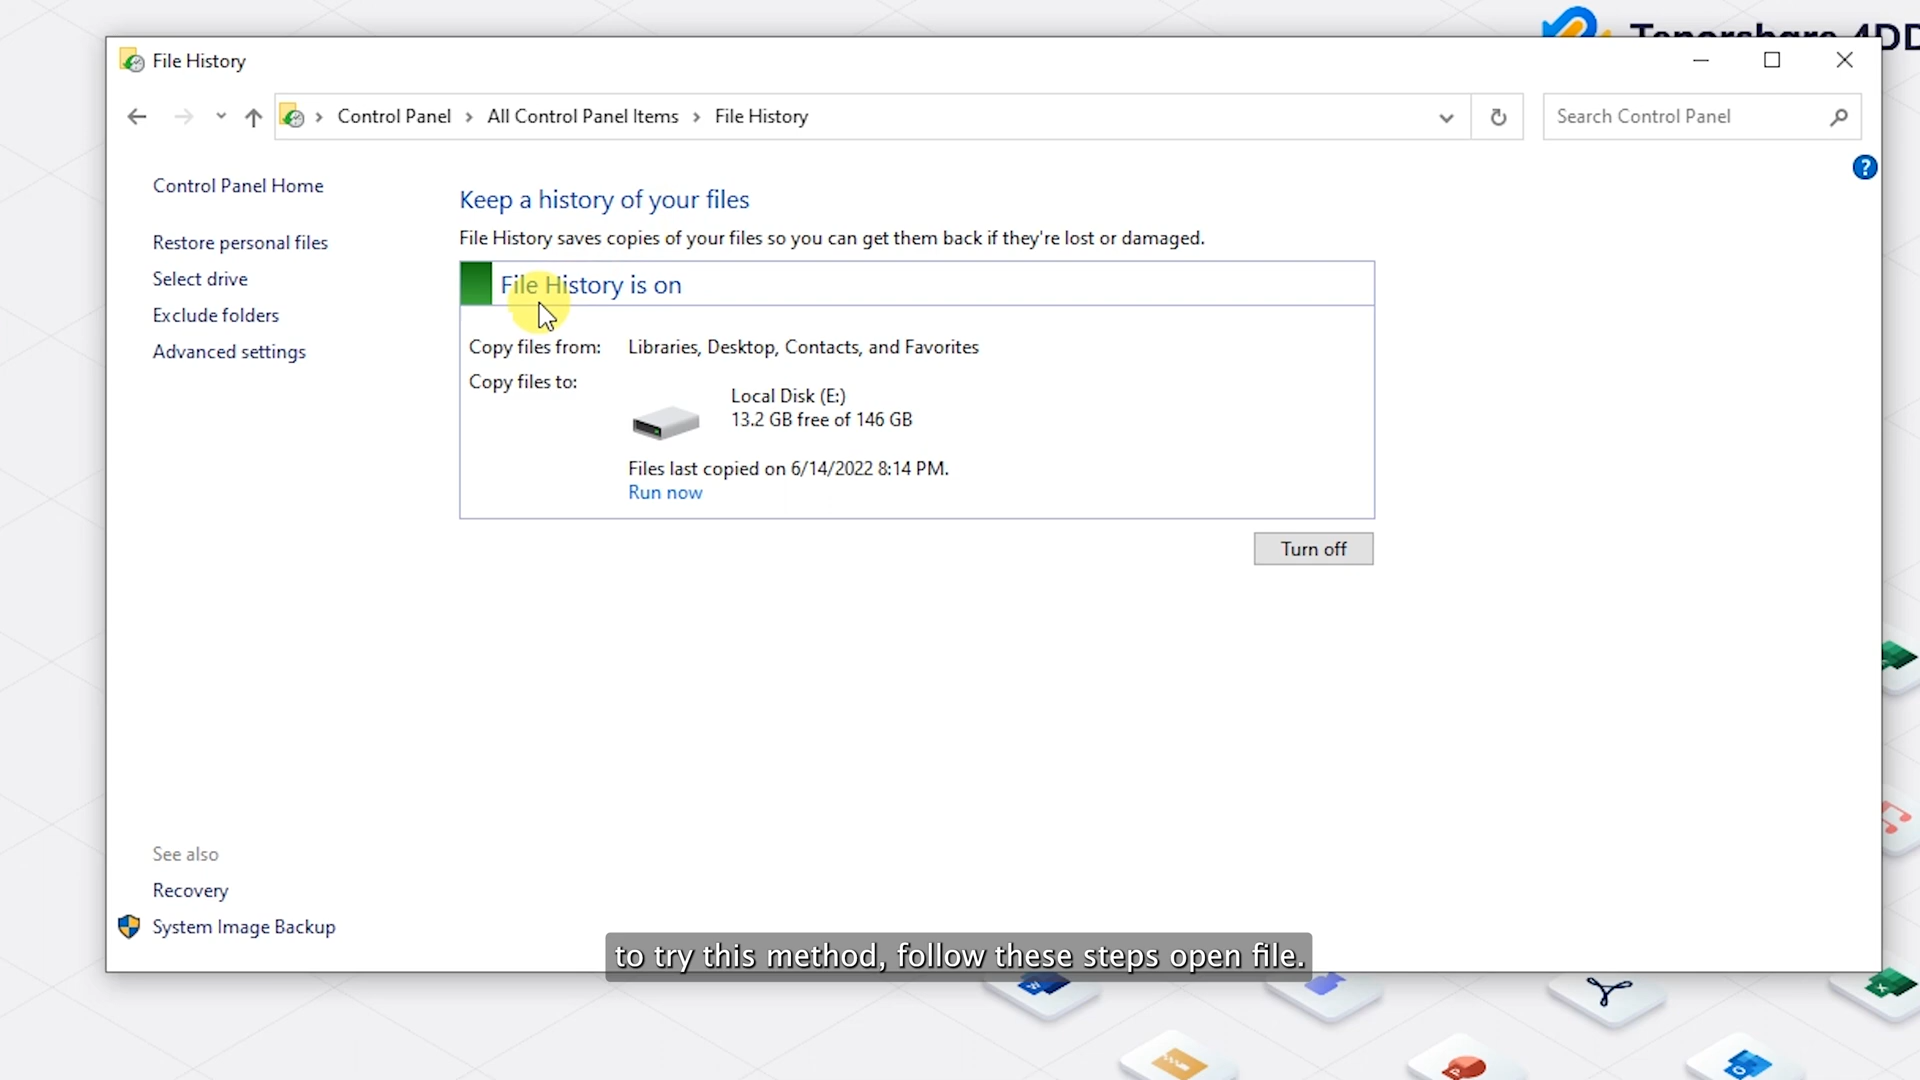 File History
Control Panel
All Control Panel Items
File History
Search Control Panel
?
Control Panel Home
Restore personal files
Select drive
Exclude folders
Advanced settings
Keep a history of your files
File History saves copies of your files so you can get them back if they're lost or damaged.
File History is on
Copy files from: Libraries, Desktop, Contacts, and Favorites
Copy files to:
Local Disk (E:)
13.2 GB free of 146 GB
Files last copied on 6/14/2022 8:14 PM.
Run now
Turn off
See also
Recovery
System Image Backup
to try this method, follow these steps open file.